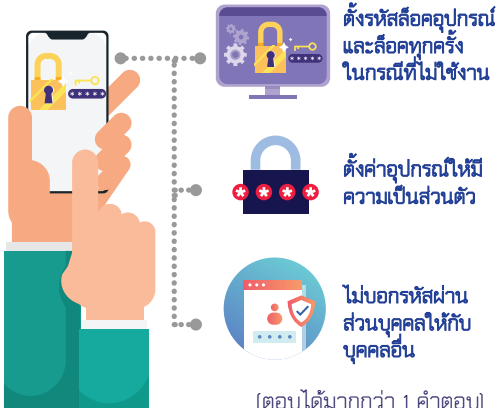 ตั้งรหัสล็อคอุปกรณ์
และล็อคทุกครั้ง
ในกรณีที่ไม่ใช้งาน
ตั้งค่าอุปกรณ์ให้มี
ความเป็นส่วนตัว
ไม่บอกรหัสผ่าน
ส่วนบุคคลให้กับ
บุคคลอื่น
(ตอบได้มากกว่า 1 คำตอบ)